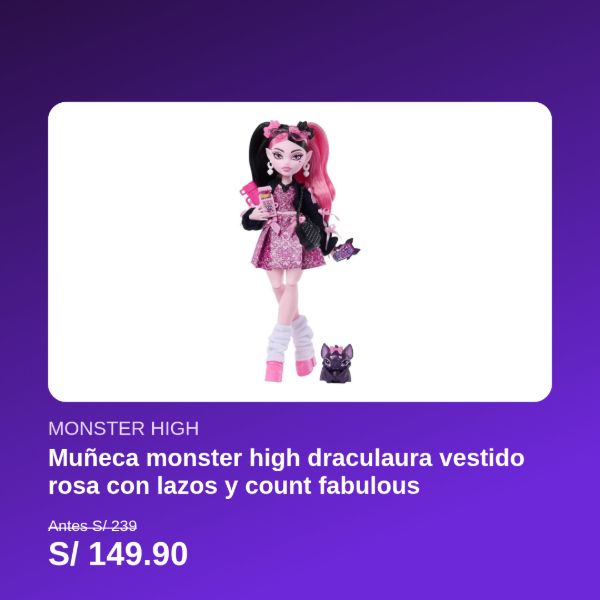 MONSTER HIGH
Muñeca monster high draculaura vestido
rosa con lazos y count fabulous
Antes S/ 239
S/ 149.90